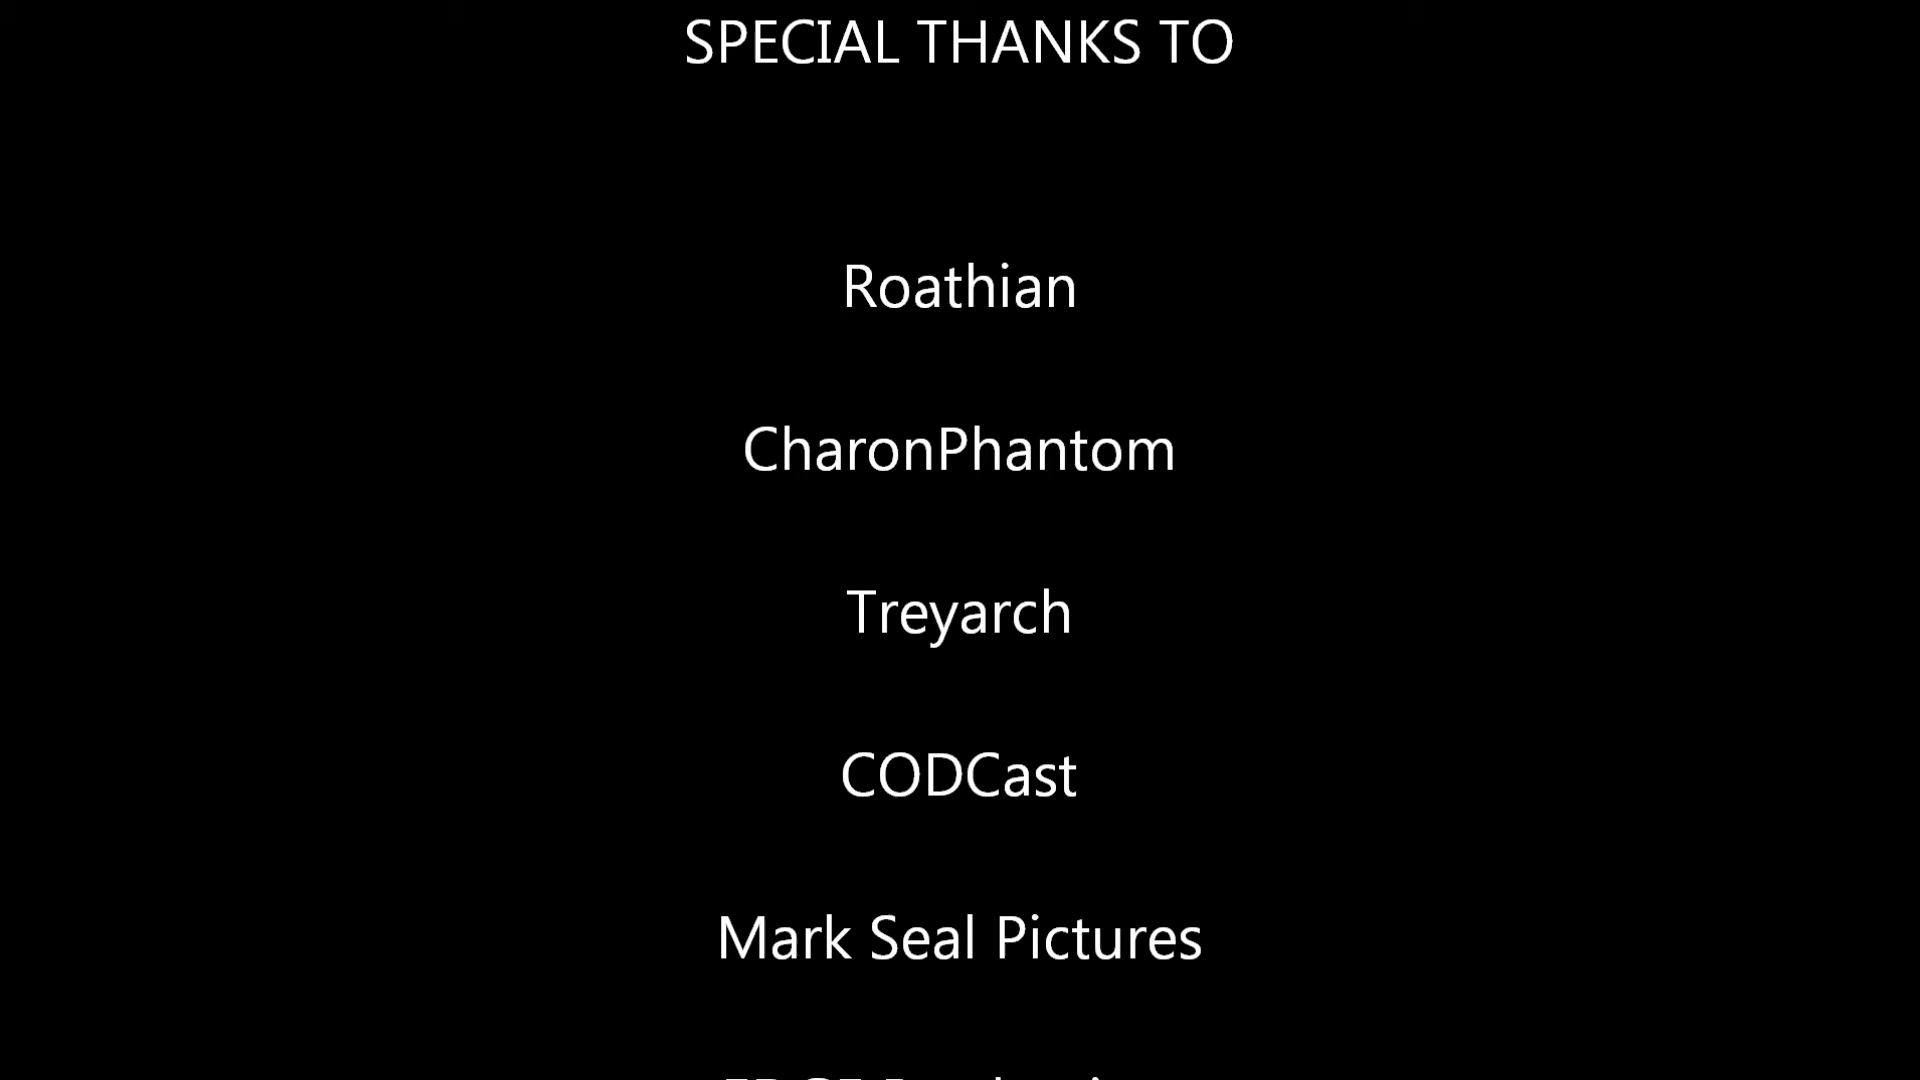 SPECIAL THANKS TO
Roathian
CharonPhantom
Treyarch
CODCast
Mark Seal Pictures